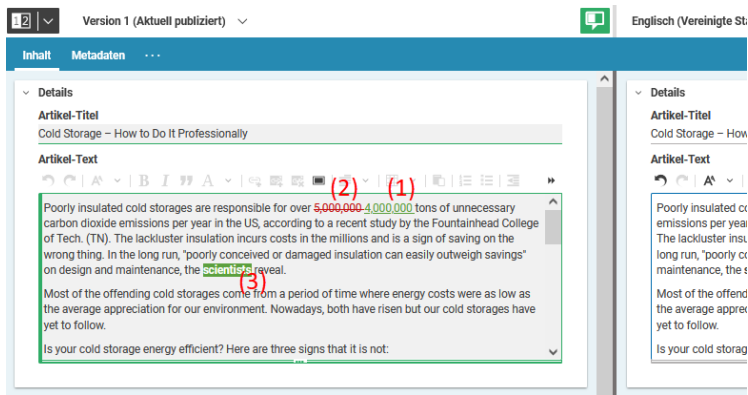 12
Version 1 (Aktuell publiziert)
Englisch (Vereinigte Sta
Inhalt Metadaten ...
Details
Artikel-Titel
Cold Storage – How to Do It Professionally
Artikel-Text
(2) (1)
Poorly insulated cold storages are responsible for over 5,000,000 4,000,000 tons of unnecessary
carbon dioxide emissions per year in the US, according to a recent study by the Fountainhead College
of Tech. (TN). The lackluster insulation incurs costs in the millions and is a sign of saving on the
wrong thing. In the long run, "poorly conceived or damaged insulation can easily outweigh savings"
on design and maintenance, the scientists reveal.
(3)
Most of the offending cold storages come from a period of time where energy costs were as low as
the average appreciation for our environment. Nowadays, both have risen but our cold storages have
yet to follow.
Is your cold storage energy efficient? Here are three signs that it is not:
Details
Artikel-Titel
Cold Storage – How
Artikel-Text
Poorly insulated co
emissions per year
The lackluster insu
long run, "poorly co
maintenance, the s
Most of the offend
the average apprec
yet to follow.
Is your cold storag